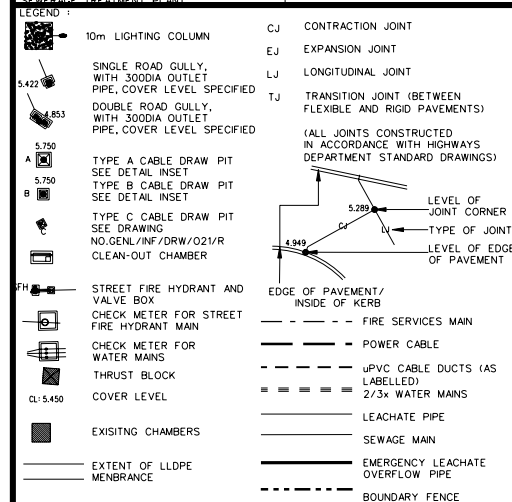 SEWERAGE TREATMENT PLANT
LEGEND :
10m LIGHTING COLUMN
5.422
SINGLE ROAD GULLY,
WITH 300DIA OUTLET
PIPE, COVER LEVEL SPECIFIED
4.853
DOUBLE ROAD GULLY,
WITH 300DIA OUTLET
PIPE, COVER LEVEL SPECIFIED
5.750
A
TYPE A CABLE DRAW PIT
SEE DETAIL INSET
5.750
B
TYPE B CABLE DRAW PIT
SEE DETAIL INSET
C
TYPE C CABLE DRAW PIT
SEE DRAWING
NO.GENL/INF/DRW/021/R
CLEAN-OUT CHAMBER
SFH
STREET FIRE HYDRANT AND
VALVE BOX
CHECK METER FOR STREET
FIRE HYDRANT MAIN
CHECK METER FOR
WATER MAINS
THRUST BLOCK
CL: 5.450
COVER LEVEL
EXISITNG CHAMBERS
EXTENT OF LLDPE
MENBRANCE
CJ CONTRACTION JOINT
EJ EXPANSION JOINT
LJ LONGITUDINAL JOINT
TJ TRANSITION JOINT (BETWEEN
FLEXIBLE AND RIGID PAVEMENTS)
(ALL JOINTS CONSTRUCTED
IN ACCORDANCE WITH HIGHWAYS
DEPARTMENT STANDARD DRAWINGS)
5.289
LEVEL OF
JOINT CORNER
CJ
LJ
TYPE OF JOINT
4.949
LEVEL OF EDGE
OF PAVEMENT
EDGE OF PAVEMENT/
INSIDE OF KERB
FIRE SERVICES MAIN
POWER CABLE
uPVC CABLE DUCTS (AS
LABELLED)
2/3x WATER MAINS
LEACHATE PIPE
SEWAGE MAIN
EMERGENCY LEACHATE
OVERFLOW PIPE
BOUNDARY FENCE